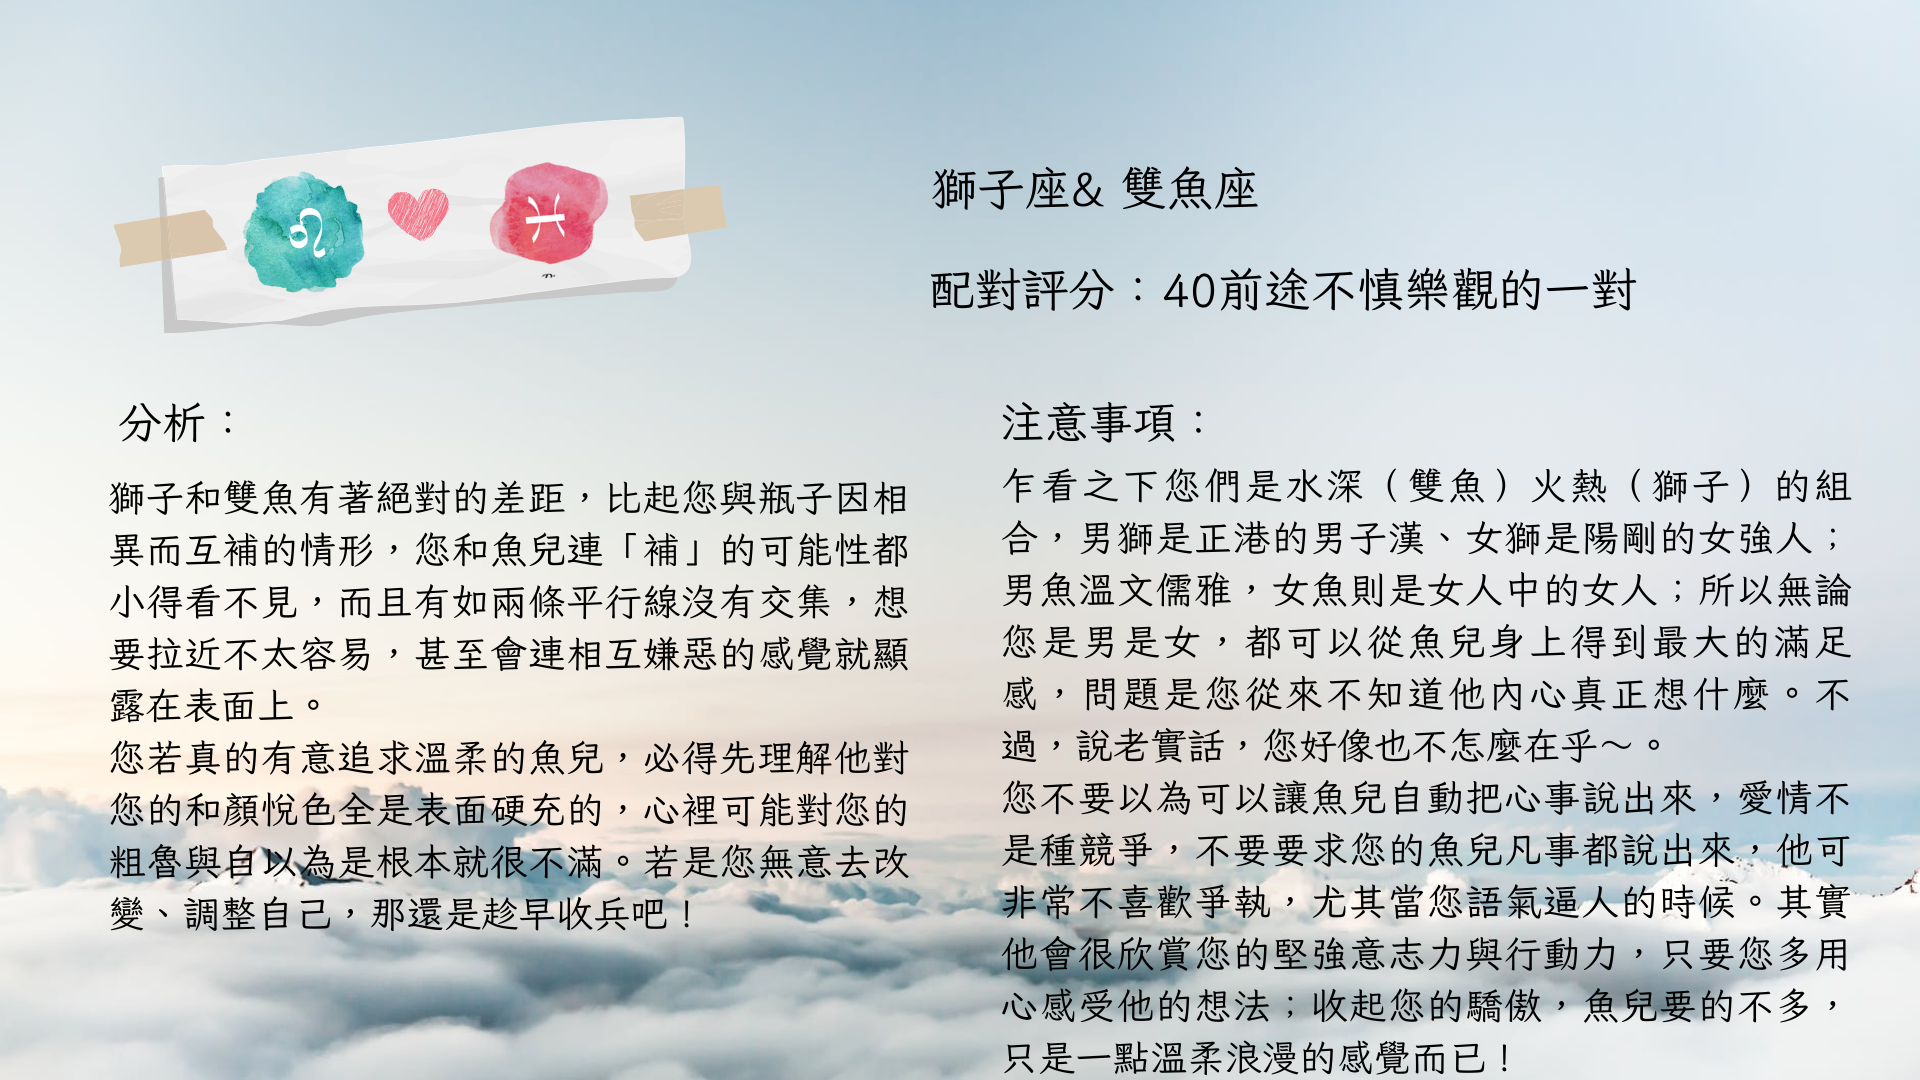 獅子座& 雙魚座
配對評分：40前途不慎樂觀的一對
分析：
獅子和雙魚有著絕對的差距，比起您與瓶子因相
異而互補的情形，您和魚兒連「補」的可能性都
小得看不見，而且有如兩條平行線沒有交集，想
要拉近不太容易，甚至會連相互嫌惡的感覺就顯
露在表面上。
您若真的有意追求溫柔的魚兒，必得先理解他對
您的和顏悅色全是表面硬充的，心裡可能對您的
粗魯與自以為是根本就很不滿。若是您無意去改
變、調整自己，那還是趁早收兵吧！
注意事項：
乍看之下您們是水深（雙魚）火熱（獅子）的組
合，男獅是正港的男子漢、女獅是陽剛的女強人；
男魚溫文儒雅，女魚則是女人中的女人；所以無論
您是男是女，都可以從魚兒身上得到最大的滿足
感，問題是您從來不知道他內心真正想什麼。不
過，說老實話，您好像也不怎麼在乎～。
您不要以為可以讓魚兒自動把心事說出來，愛情不
是種競爭，不要要求您的魚兒凡事都說出來，他可
非常不喜歡爭執，尤其當您語氣逼人的時候。其實
他會很欣賞您的堅強意志力與行動力，只要您多用
心感受他的想法；收起您的驕傲，魚兒要的不多，
只是一點溫柔浪漫的感覺而已！